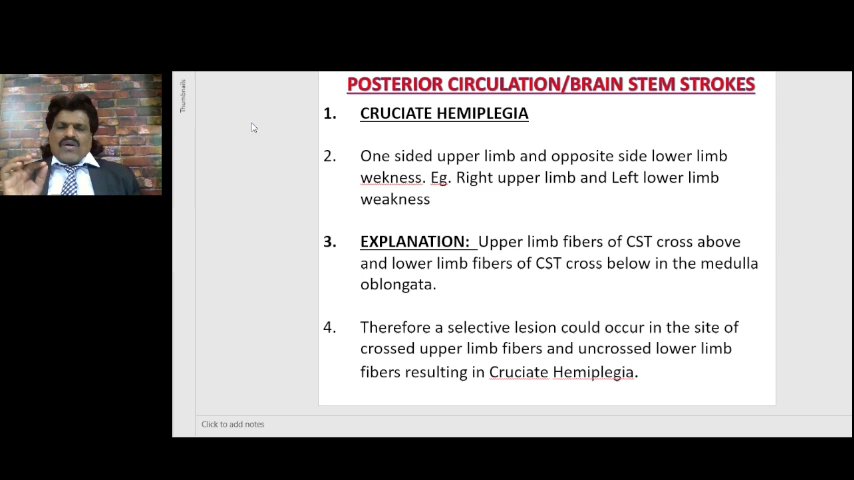 Thumbnails
POSTERIOR CIRCULATION/BRAIN STEM STROKES
1. CRUCIATE HEMIPLEGIA
2. One sided upper limb and opposite side lower limb
wekness. Eg. Right upper limb and Left lower limb
weakness
3. EXPLANATION: Upper limb fibers of CST cross above
and lower limb fibers of CST cross below in the medulla
oblongata.
4. Therefore a selective lesion could occur in the site of
crossed upper limb fibers and uncrossed lower limb
fibers resulting in Cruciate Hemiplegia.
Click to add notes